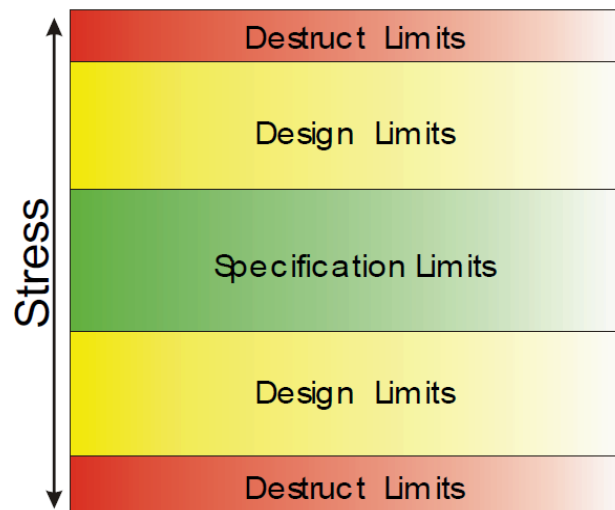 Stress
Destruct Limits
Design Limits
Specification Limits
Design Limits
Destruct Limits